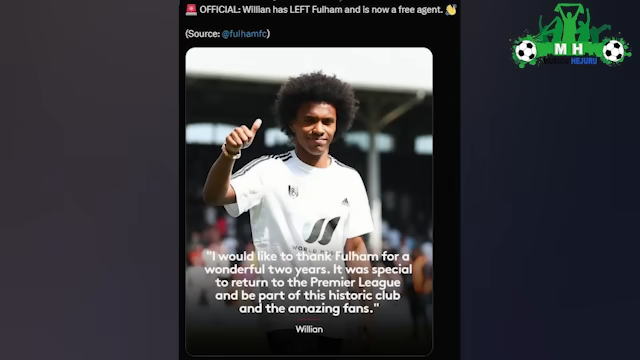 🚨 OFFICIAL: Willian has LEFT Fulham and is now a free agent. 👋
(Source: @fulhamfc)
MH
HEJURU
"I would like to thank Fulham for a
wonderful two years. It was special
to return to the Premier League
and be part of this historic club
and the amazing fans."
Willian